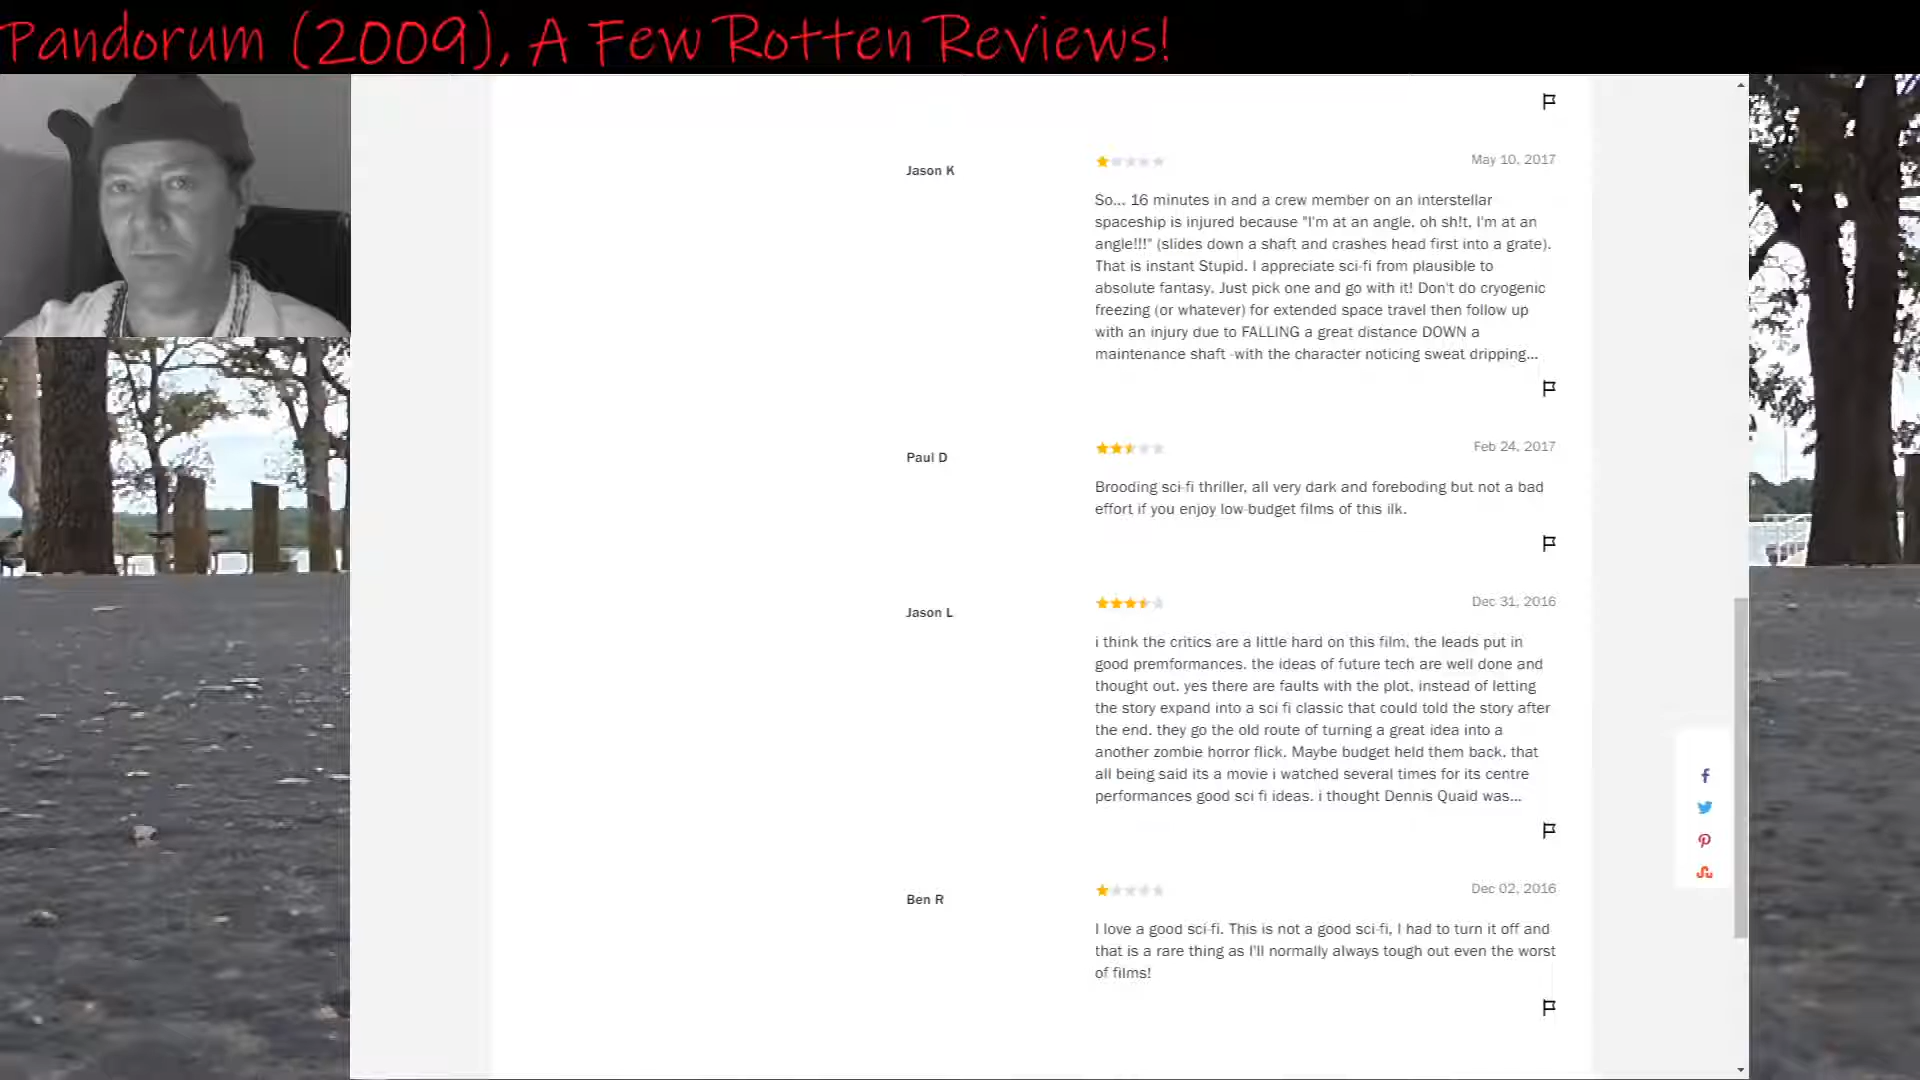 Pandorum (2009), A Few Rotten Reviews!
Jason K
May 10, 2017
So... 16 minutes in and a crew member on an interstellar
spaceship is injured because "I'm at an angle, oh sh!t, I'm at an
angle!!!" (slides down a shaft and crashes head first into a grate).
That is instant Stupid. I appreciate sci-fi from plausible to
absolute fantasy. Just pick one and go with it! Don't do cryogenic
freezing (or whatever) for extended space travel then follow up
with an injury due to FALLING a great distance DOWN a
maintenance shaft -with the character noticing sweat dripping...
Paul D
Feb 24, 2017
Brooding sci-fi thriller, all very dark and foreboding but not a bad
effort if you enjoy low-budget films of this ilk.
Jason L
Dec 31, 2016
i think the critics are a little hard on this film, the leads put in
good premformances. the ideas of future tech are well done and
thought out. yes there are faults with the plot, instead of letting
the story expand into a sci fi classic that could told the story after
the end. they go the old route of turning a great idea into a
another zombie horror flick. Maybe budget held them back. that
all being said its a movie i watched several times for its centre
performances good sci fi ideas. i thought Dennis Quaid was...
Ben R
Dec 02, 2016
I love a good sci-fi. This is not a good sci-fi, I had to turn it off and
that is a rare thing as I'll normally always tough out even the worst
of films!